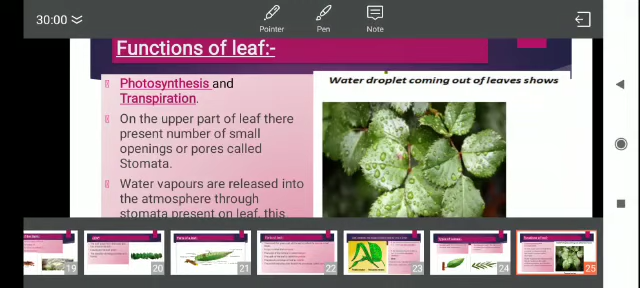 30:00
Pointer
Pen
Note
Functions of leaf:-
Photosynthesis and
Transpiration.
On the upper part of leaf there
present number of small
openings or pores called
Stomata.
Water vapours are released into
the atmosphere through
stomata present on leaf, this
Water droplet coming out of leaves shows
19
20
21
22
23
24
25